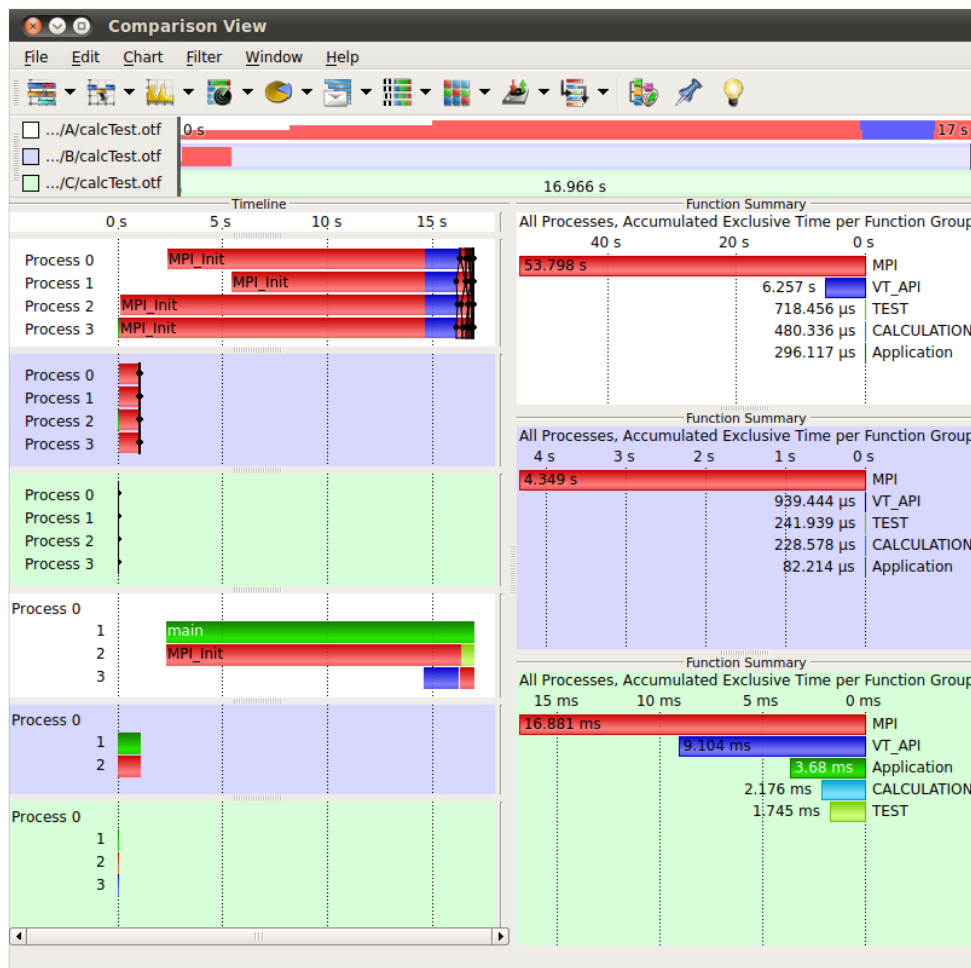 Comparison View
File Edit Chart Filter Window Help
.../A/calcTest.otf
0 s
17 s
.../B/calcTest.otf
.../C/calcTest.otf
16.966 s
Timeline
0 s 5 s 10 s 15 s
Process 0
MPI_Init
Process 1
MPI_Init
Process 2
MPI_Init
Process 3
MPI_Init
Process 0
Process 1
Process 2
Process 3
Process 0
Process 1
Process 2
Process 3
Process 0
1
main
2
MPI_Init
3
Process 0
1
2
Process 0
1
2
3
Function Summary
All Processes, Accumulated Exclusive Time per Function Group
40 s 20 s 0 s
53.798 s MPI
6.257 s VT_API
718.456 µs TEST
480.336 µs CALCULATION
296.117 µs Application
Function Summary
All Processes, Accumulated Exclusive Time per Function Group
4 s 3 s 2 s 1 s 0 s
4.349 s MPI
939.444 µs VT_API
241.939 µs TEST
228.578 µs CALCULATION
82.214 µs Application
Function Summary
All Processes, Accumulated Exclusive Time per Function Group
15 ms 10 ms 5 ms 0 ms
16.881 ms MPI
9.104 ms VT_API
3.68 ms Application
2.176 ms CALCULATION
1.745 ms TEST